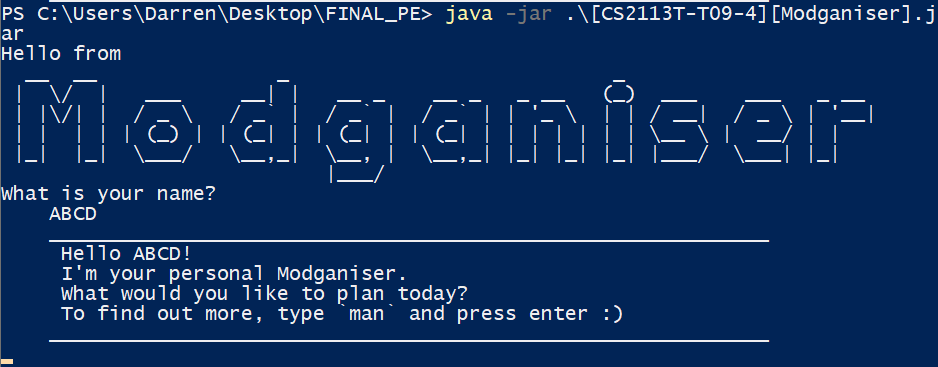 PS C:\Users\Darren\Desktop\FINAL_PE> java -jar .\[CS2113T-T09-4][Modganiser].j
ar
Hello from
Modganiser
What is your name?
ABCD
Hello ABCD!
I'm your personal Modganiser.
What would you like to plan today?
To find out more, type `man` and press enter :)